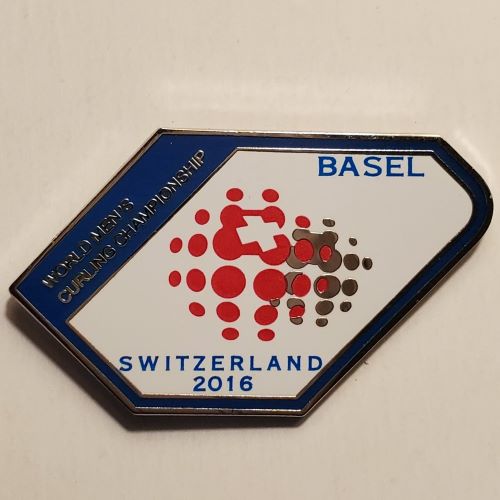 WORLD MEN'S
CURLING CHAMPIONSHIP
BASEL
SWITZERLAND
2016